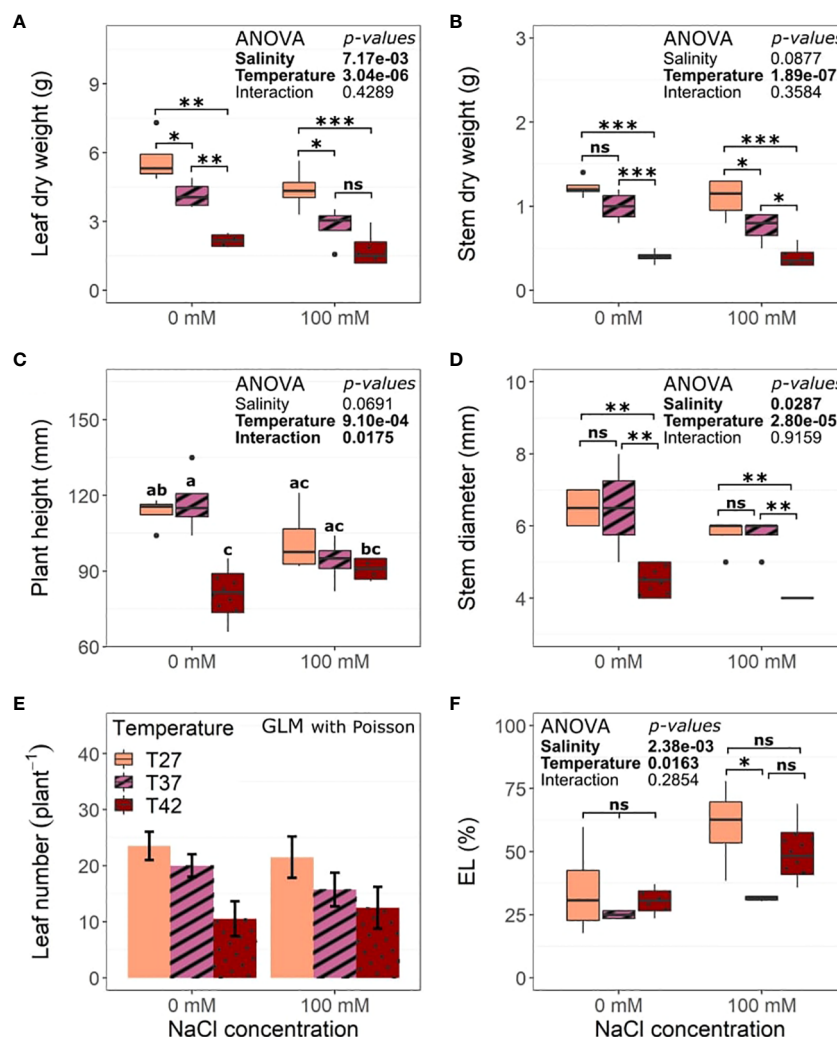 A
ANOVA p-values
Salinity 7.17e-03
Temperature 3.04e-06
Interaction 0.4289
** *** * ** * ns
Leaf dry weight (g)
9
6
3
0
0 mM 100 mM
B
ANOVA p-values
Salinity 0.0877
Temperature 1.89e-07
Interaction 0.3584
*** *** ns *** * *
Stem dry weight (g)
3
2
1
0
0 mM 100 mM
C
ANOVA p-values
Salinity 0.0691
Temperature 9.10e-04
Interaction 0.0175
ab a c ac ac bc
Plant height (mm)
150
120
90
60
0 mM 100 mM
D
ANOVA p-values
Salinity 0.0287
Temperature 2.80e-05
Interaction 0.9159
** ** ns ** ns **
Stem diameter (mm)
10
8
6
4
0 mM 100 mM
E
Temperature GLM with Poisson
T27
T37
T42
Leaf number (plant⁻¹)
40
30
20
10
0
0 mM 100 mM
NaCl concentration
F
ANOVA p-values
Salinity 2.38e-03
Temperature 0.0163
Interaction 0.2854
ns ns * ns
EL (%)
100
75
50
25
0
0 mM 100 mM
NaCl concentration